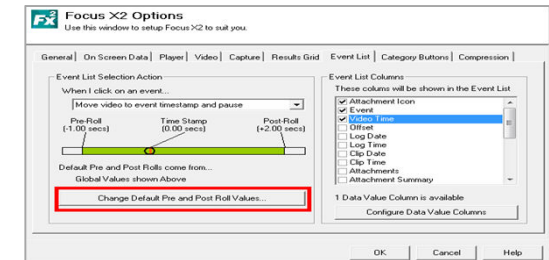 Fx2
Focus X2 Options
Use this window to setup Focus X2 to suit you.
General On Screen Data Player Video Capture Results Grid Event List Category Buttons Compression
Event List Selection Action
When I click on an event...
Move video to event timestamp and pause
Pre-Roll Time Stamp Post-Roll
(-1.00 secs) (0.00 secs) (+2.00 secs)
Default Pre and Post Rolls come from...
Global Values shown Above
Change Default Pre and Post Roll Values...
Event List Columns
These colums will be shown in the Event List
Attachment Icon
Event
Video Time
Offset
Log Date
Log Time
Clip Date
Clip Time
Attachments
Attachment Summary
1 Data Value Column is available
Configure Data Value Columns
OK Cancel Help